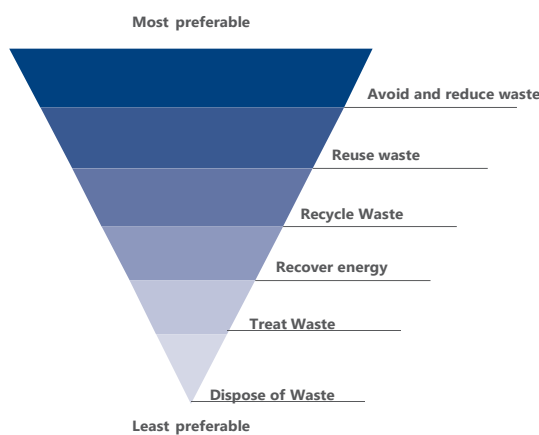 Most preferable
Avoid and reduce waste
Reuse waste
Recycle Waste
Recover energy
Treat Waste
Dispose of Waste
Least preferable